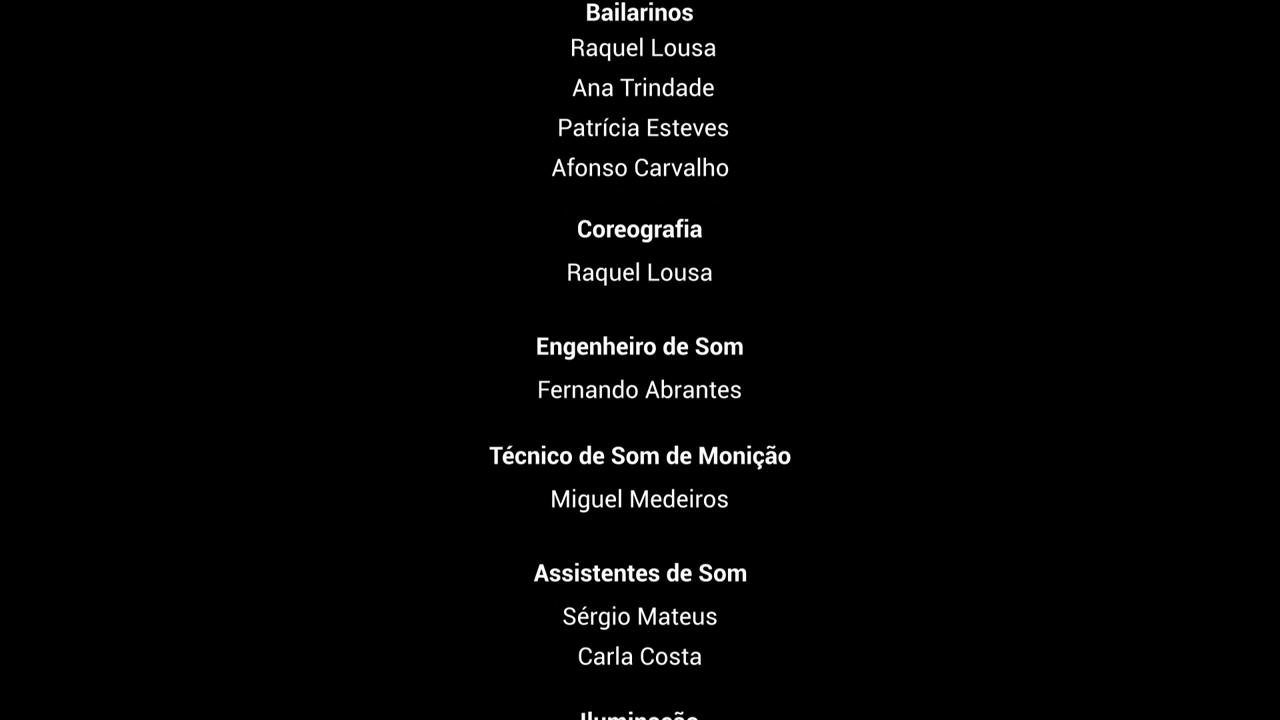 Bailarinos
Raquel Lousa
Ana Trindade
Patrícia Esteves
Afonso Carvalho
Coreografia
Raquel Lousa
Engenheiro de Som
Fernando Abrantes
Técnico de Som de Monição
Miguel Medeiros
Assistentes de Som
Sérgio Mateus
Carla Costa
Iluminação